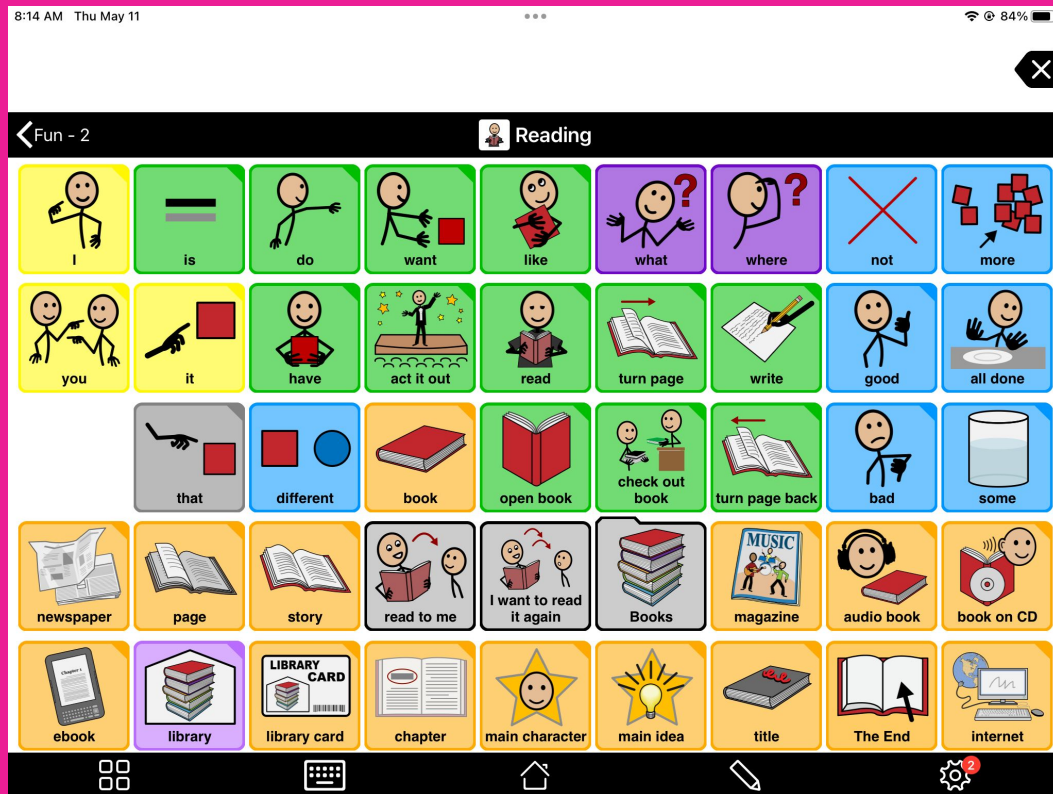 8:14 AM Thu May 11
84%
Fun - 2
Reading
I
is
do
want
like
what
where
not
more
you
it
have
act it out
read
turn page
write
good
all done
that
different
book
open book
check out
book
turn page back
bad
some
newspaper
page
story
read to me
I want to read
it again
Books
MUSIC
magazine
audio book
book on CD
Chapter 1
ebook
library
LIBRARY
CARD
library card
chapter
main character
main idea
title
The End
internet
2